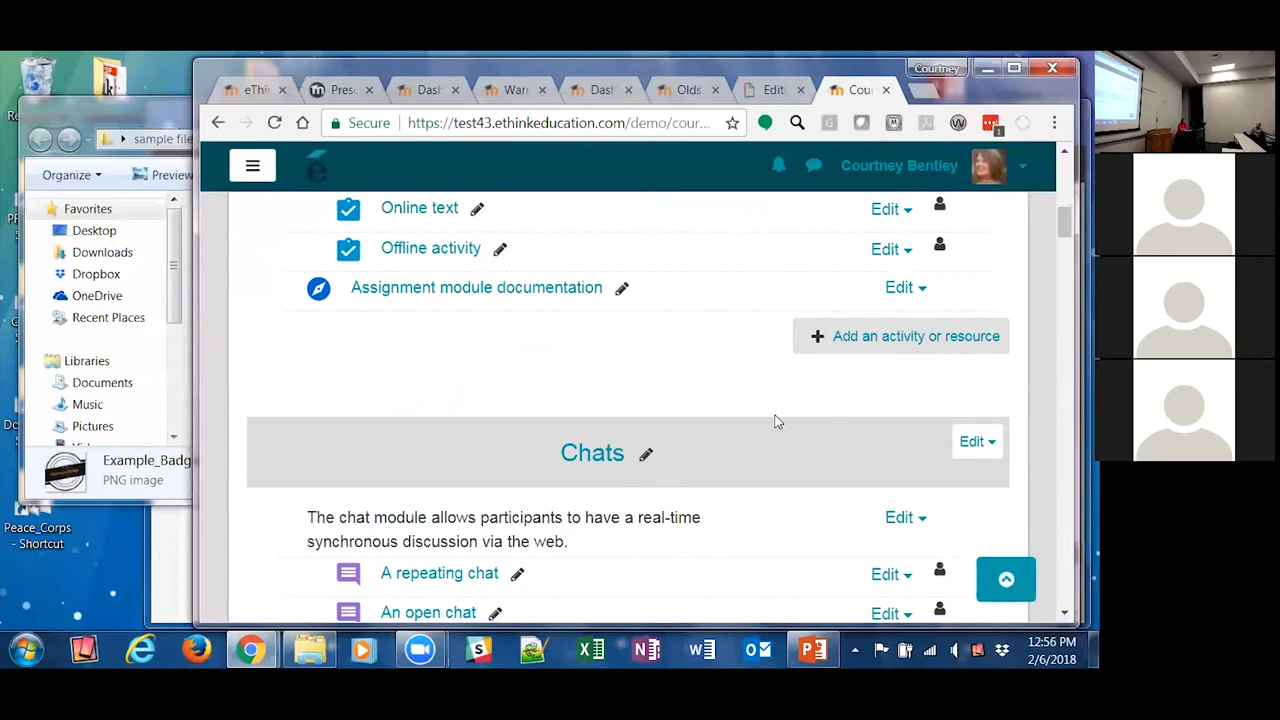 Courtney
eThi
Pres
Dash
Warn
Dasl
Olds
Editi
Cour
Secure
https://test43.ethinkeducation.com/demo/cour...
sample file
Organize
Preview
Courtney Bentley
Favorites
Desktop
Downloads
Dropbox
OneDrive
Recent Places
Libraries
Documents
Music
Pictures
Example_Badg
PNG image
Peace_Corps
- Shortcut
Online text
Edit
Offline activity
Edit
Assignment module documentation
Edit
+ Add an activity or resource
Chats
Edit
The chat module allows participants to have a real-time
synchronous discussion via the web.
Edit
A repeating chat
Edit
An open chat
Edit
12:56 PM
2/6/2018